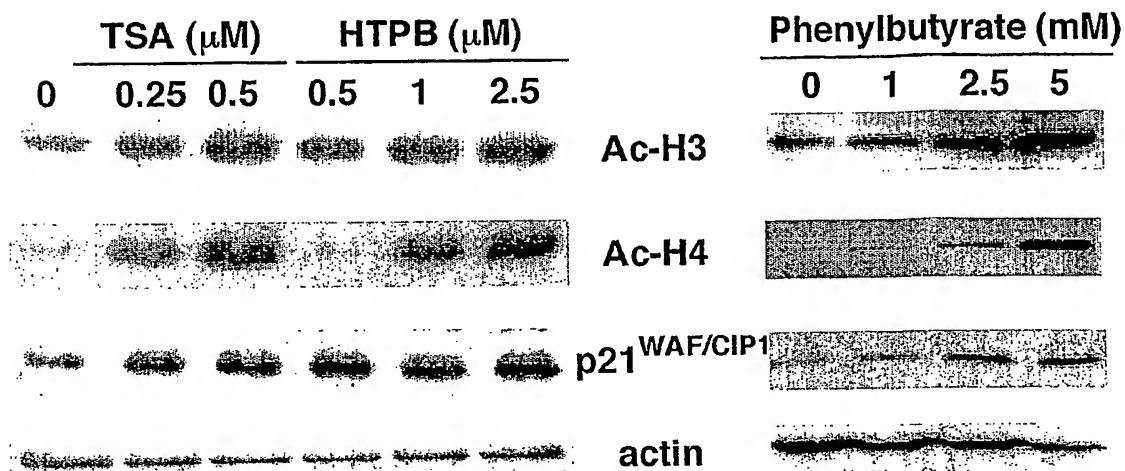 TSA (μM) HTPB (μM) Phenylbutyrate (mM)
0 0.25 0.5 0.5 1 2.5 0 1 2.5 5
Ac-H3
Ac-H4
p21WAF/CIP1
actin